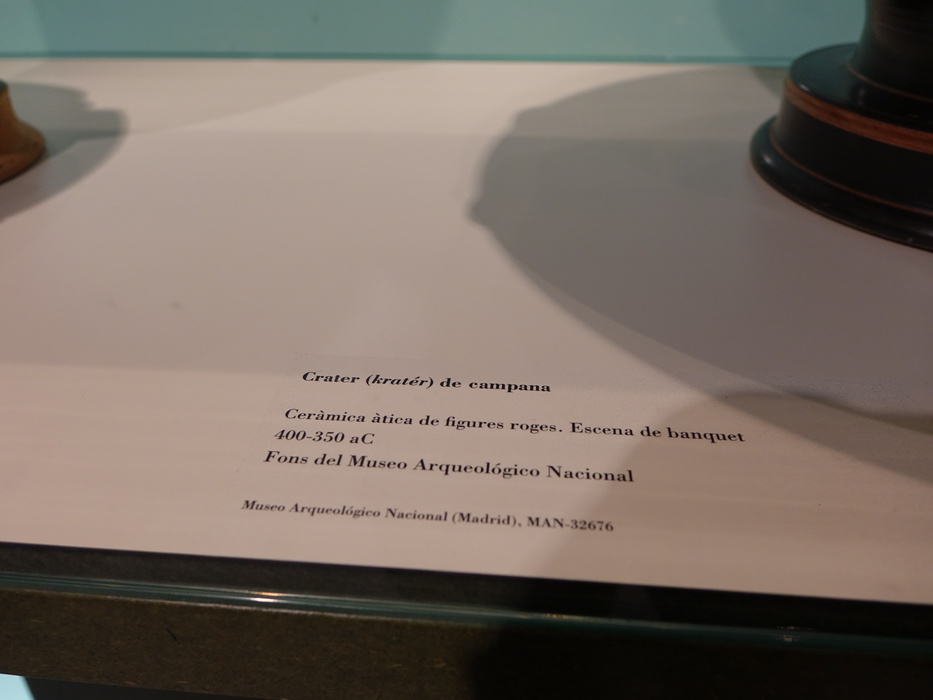 Crater (kratér) de campana
Ceràmica àtica de figures roges. Escena de banquet
400-350 aC
Fons del Museo Arqueológico Nacional
Museo Arqueológico Nacional (Madrid), MAN-32676